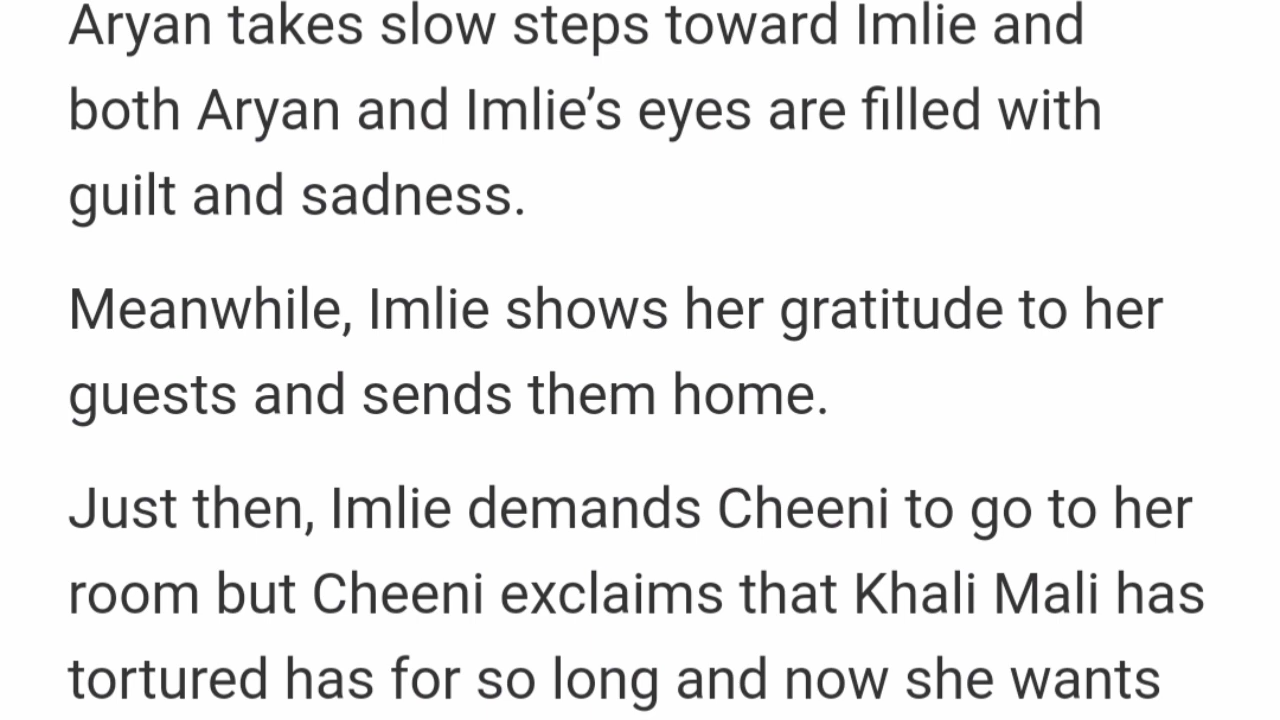 Aryan takes slow steps toward Imlie and
both Aryan and Imlie’s eyes are filled with
guilt and sadness.
Meanwhile, Imlie shows her gratitude to her
guests and sends them home.
Just then, Imlie demands Cheeni to go to her
room but Cheeni exclaims that Khali Mali has
tortured has for so long and now she wants